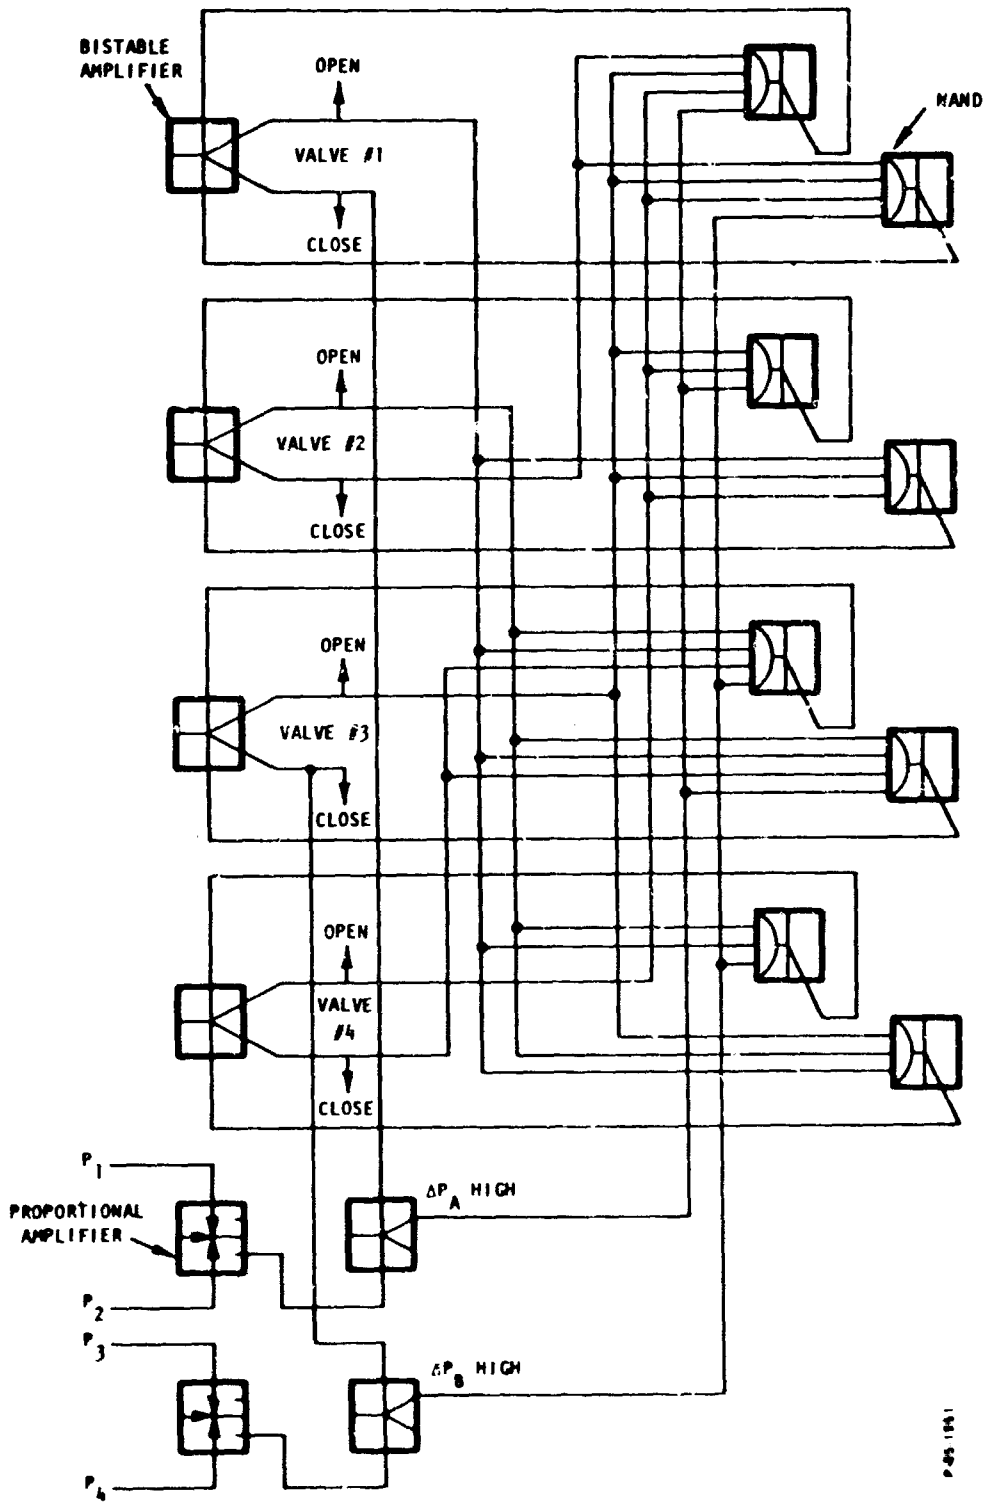 BISTABLE
AMPLIFIER
OPEN
VALVE #1
CLOSE
NAND
OPEN
VALVE #2
CLOSE
OPEN
VALVE #3
CLOSE
OPEN
VALVE
#4
CLOSE
P1
PROPORTIONAL
AMPLIFIER
P2
ΔPA HIGH
P3
P4
ΔPB HIGH